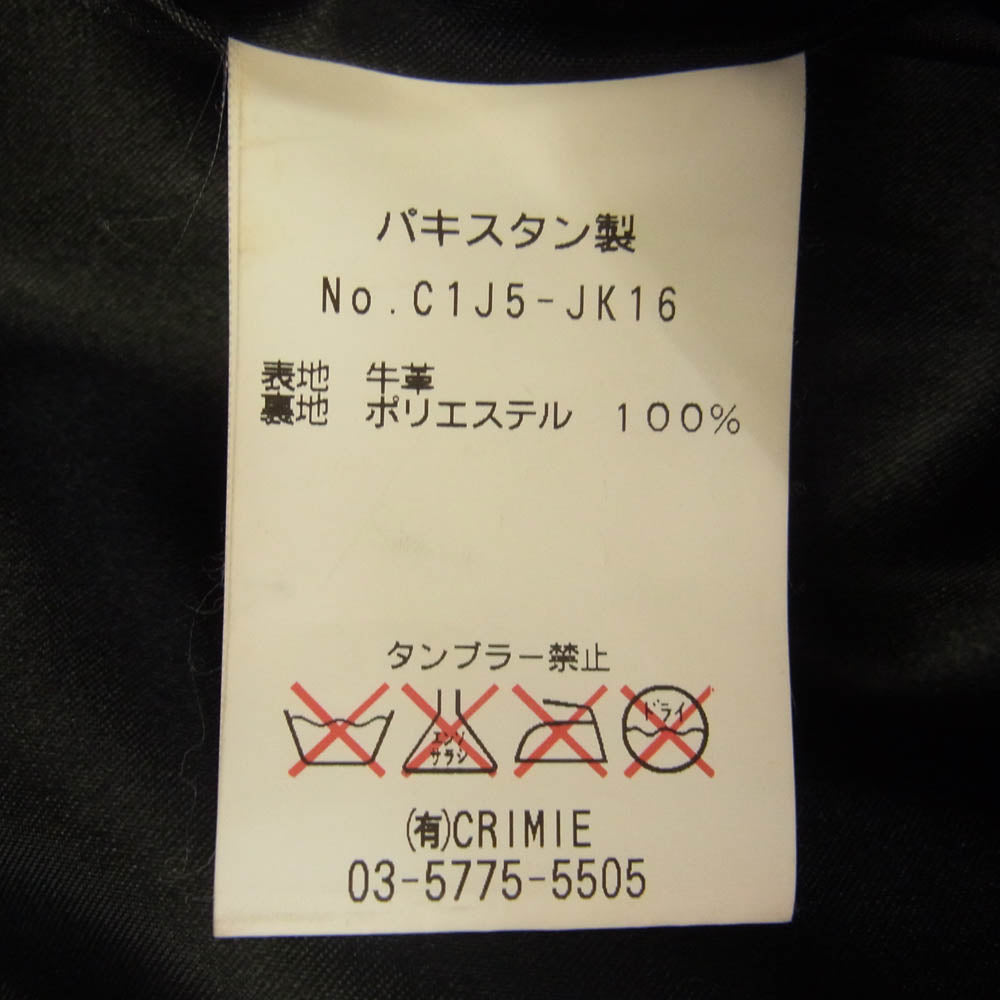 パキスタン製
No.C1J5-JK16
表地　牛革
裏地　ポリエステル　１００％
タンブラー禁止
エンソ
サラシ
ドライ
(有)CRIMIE
03-5775-5505